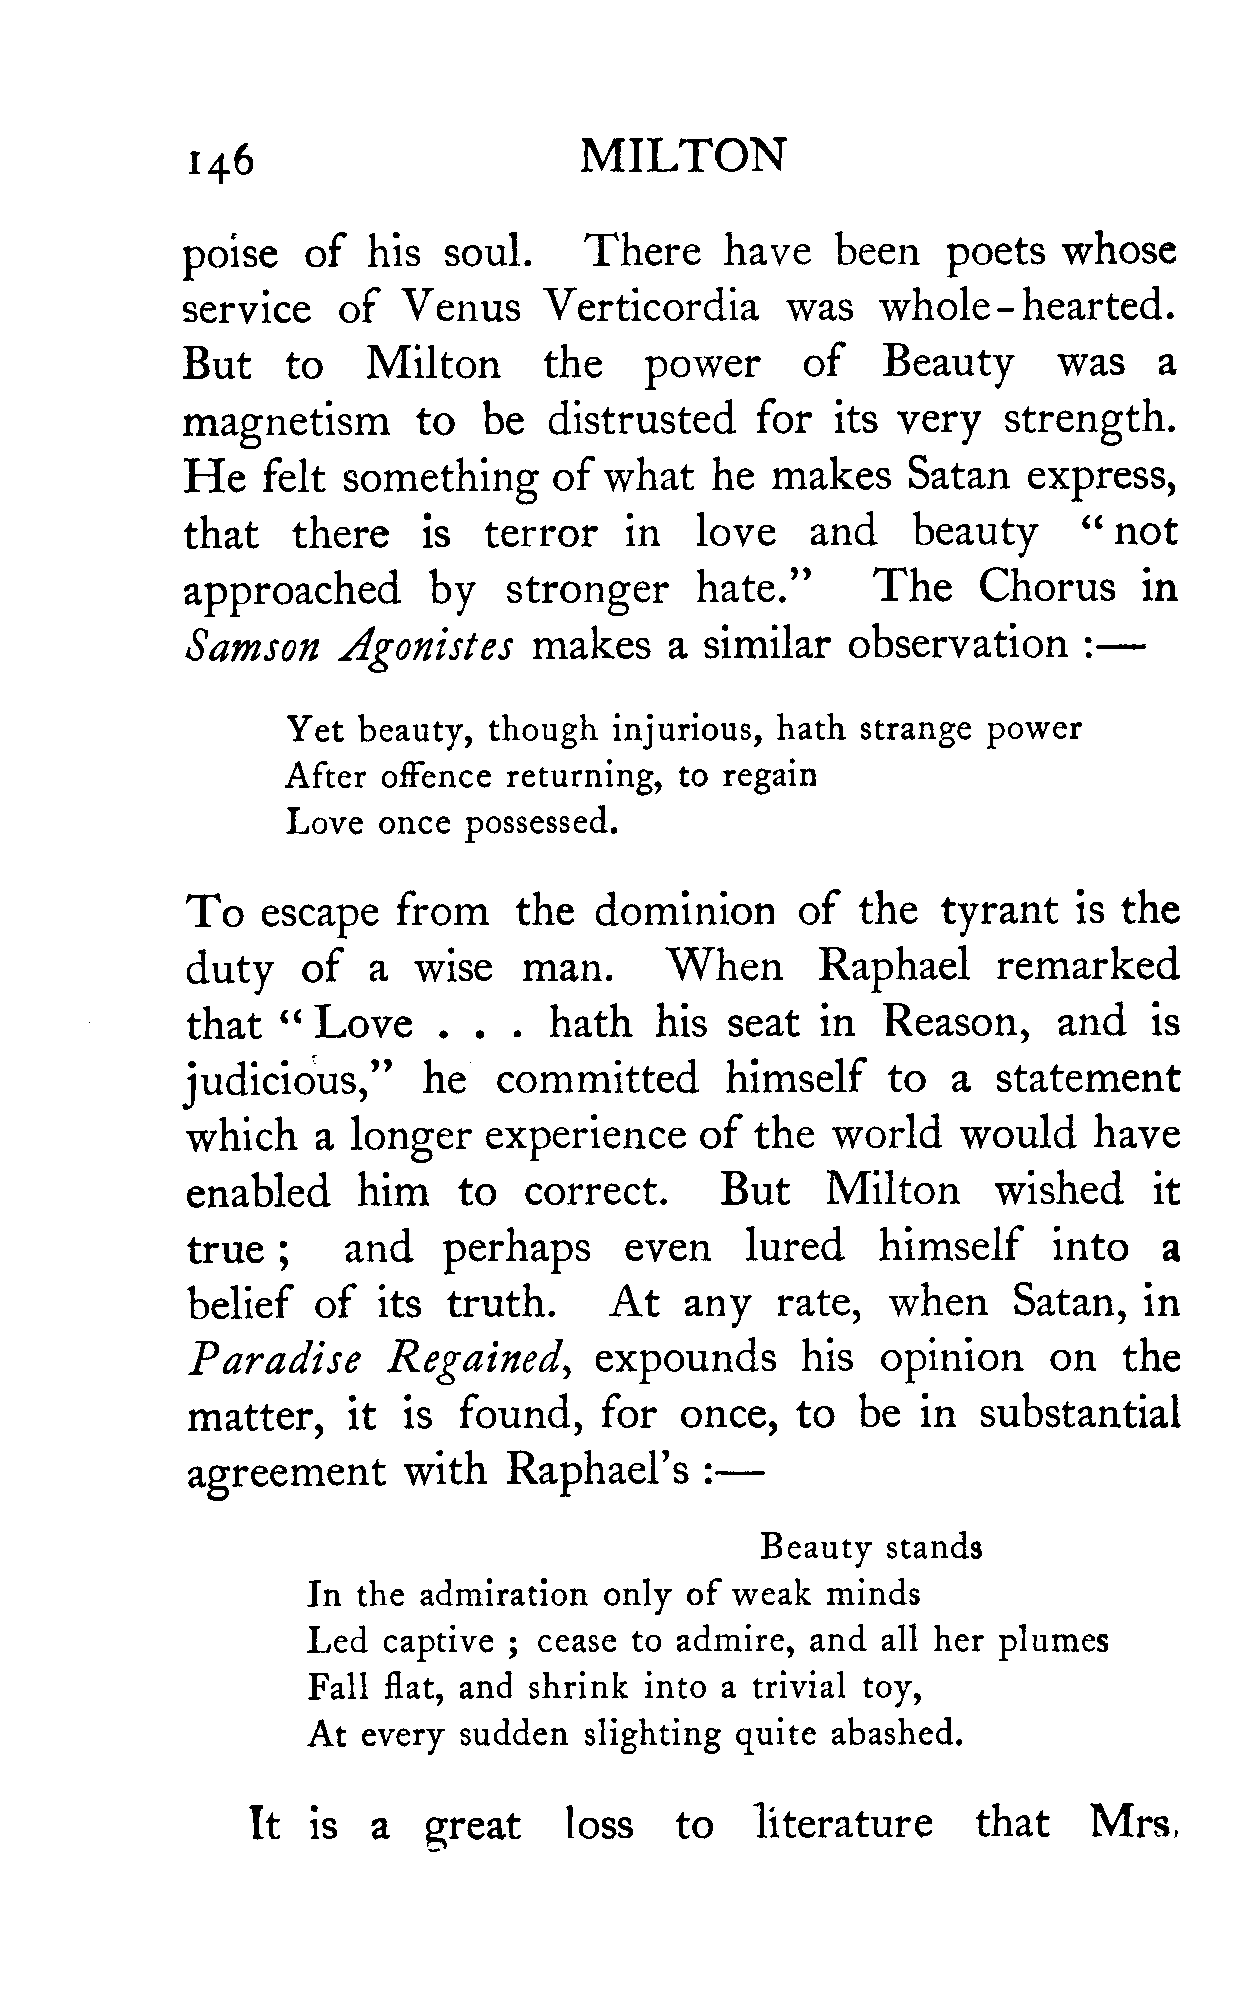 146 MILTON
poise of his soul. There have been poets whose
service of Venus Verticordia was whole-hearted.
But to Milton the power of Beauty was a
magnetism to be distrusted for its very strength.
He felt something of what he makes Satan express,
that there is terror in love and beauty “not
approached by stronger hate.” The Chorus in
Samson Agonistes makes a similar observation :—
Yet beauty, though injurious, hath strange power
After offence returning, to regain
Love once possessed.
To escape from the dominion of the tyrant is the
duty of a wise man. When Raphael remarked
that “Love . . . hath his seat in Reason, and is
judicious,” he committed himself to a statement
which a longer experience of the world would have
enabled him to correct. But Milton wished it
true ; and perhaps even lured himself into a
belief of its truth. At any rate, when Satan, in
Paradise Regained, expounds his opinion on the
matter, it is found, for once, to be in substantial
agreement with Raphael's :—
Beauty stands
In the admiration only of weak minds
Led captive ; cease to admire, and all her plumes
Fall flat, and shrink into a trivial toy,
At every sudden slighting quite abashed.
It is a great loss to literature that Mrs.